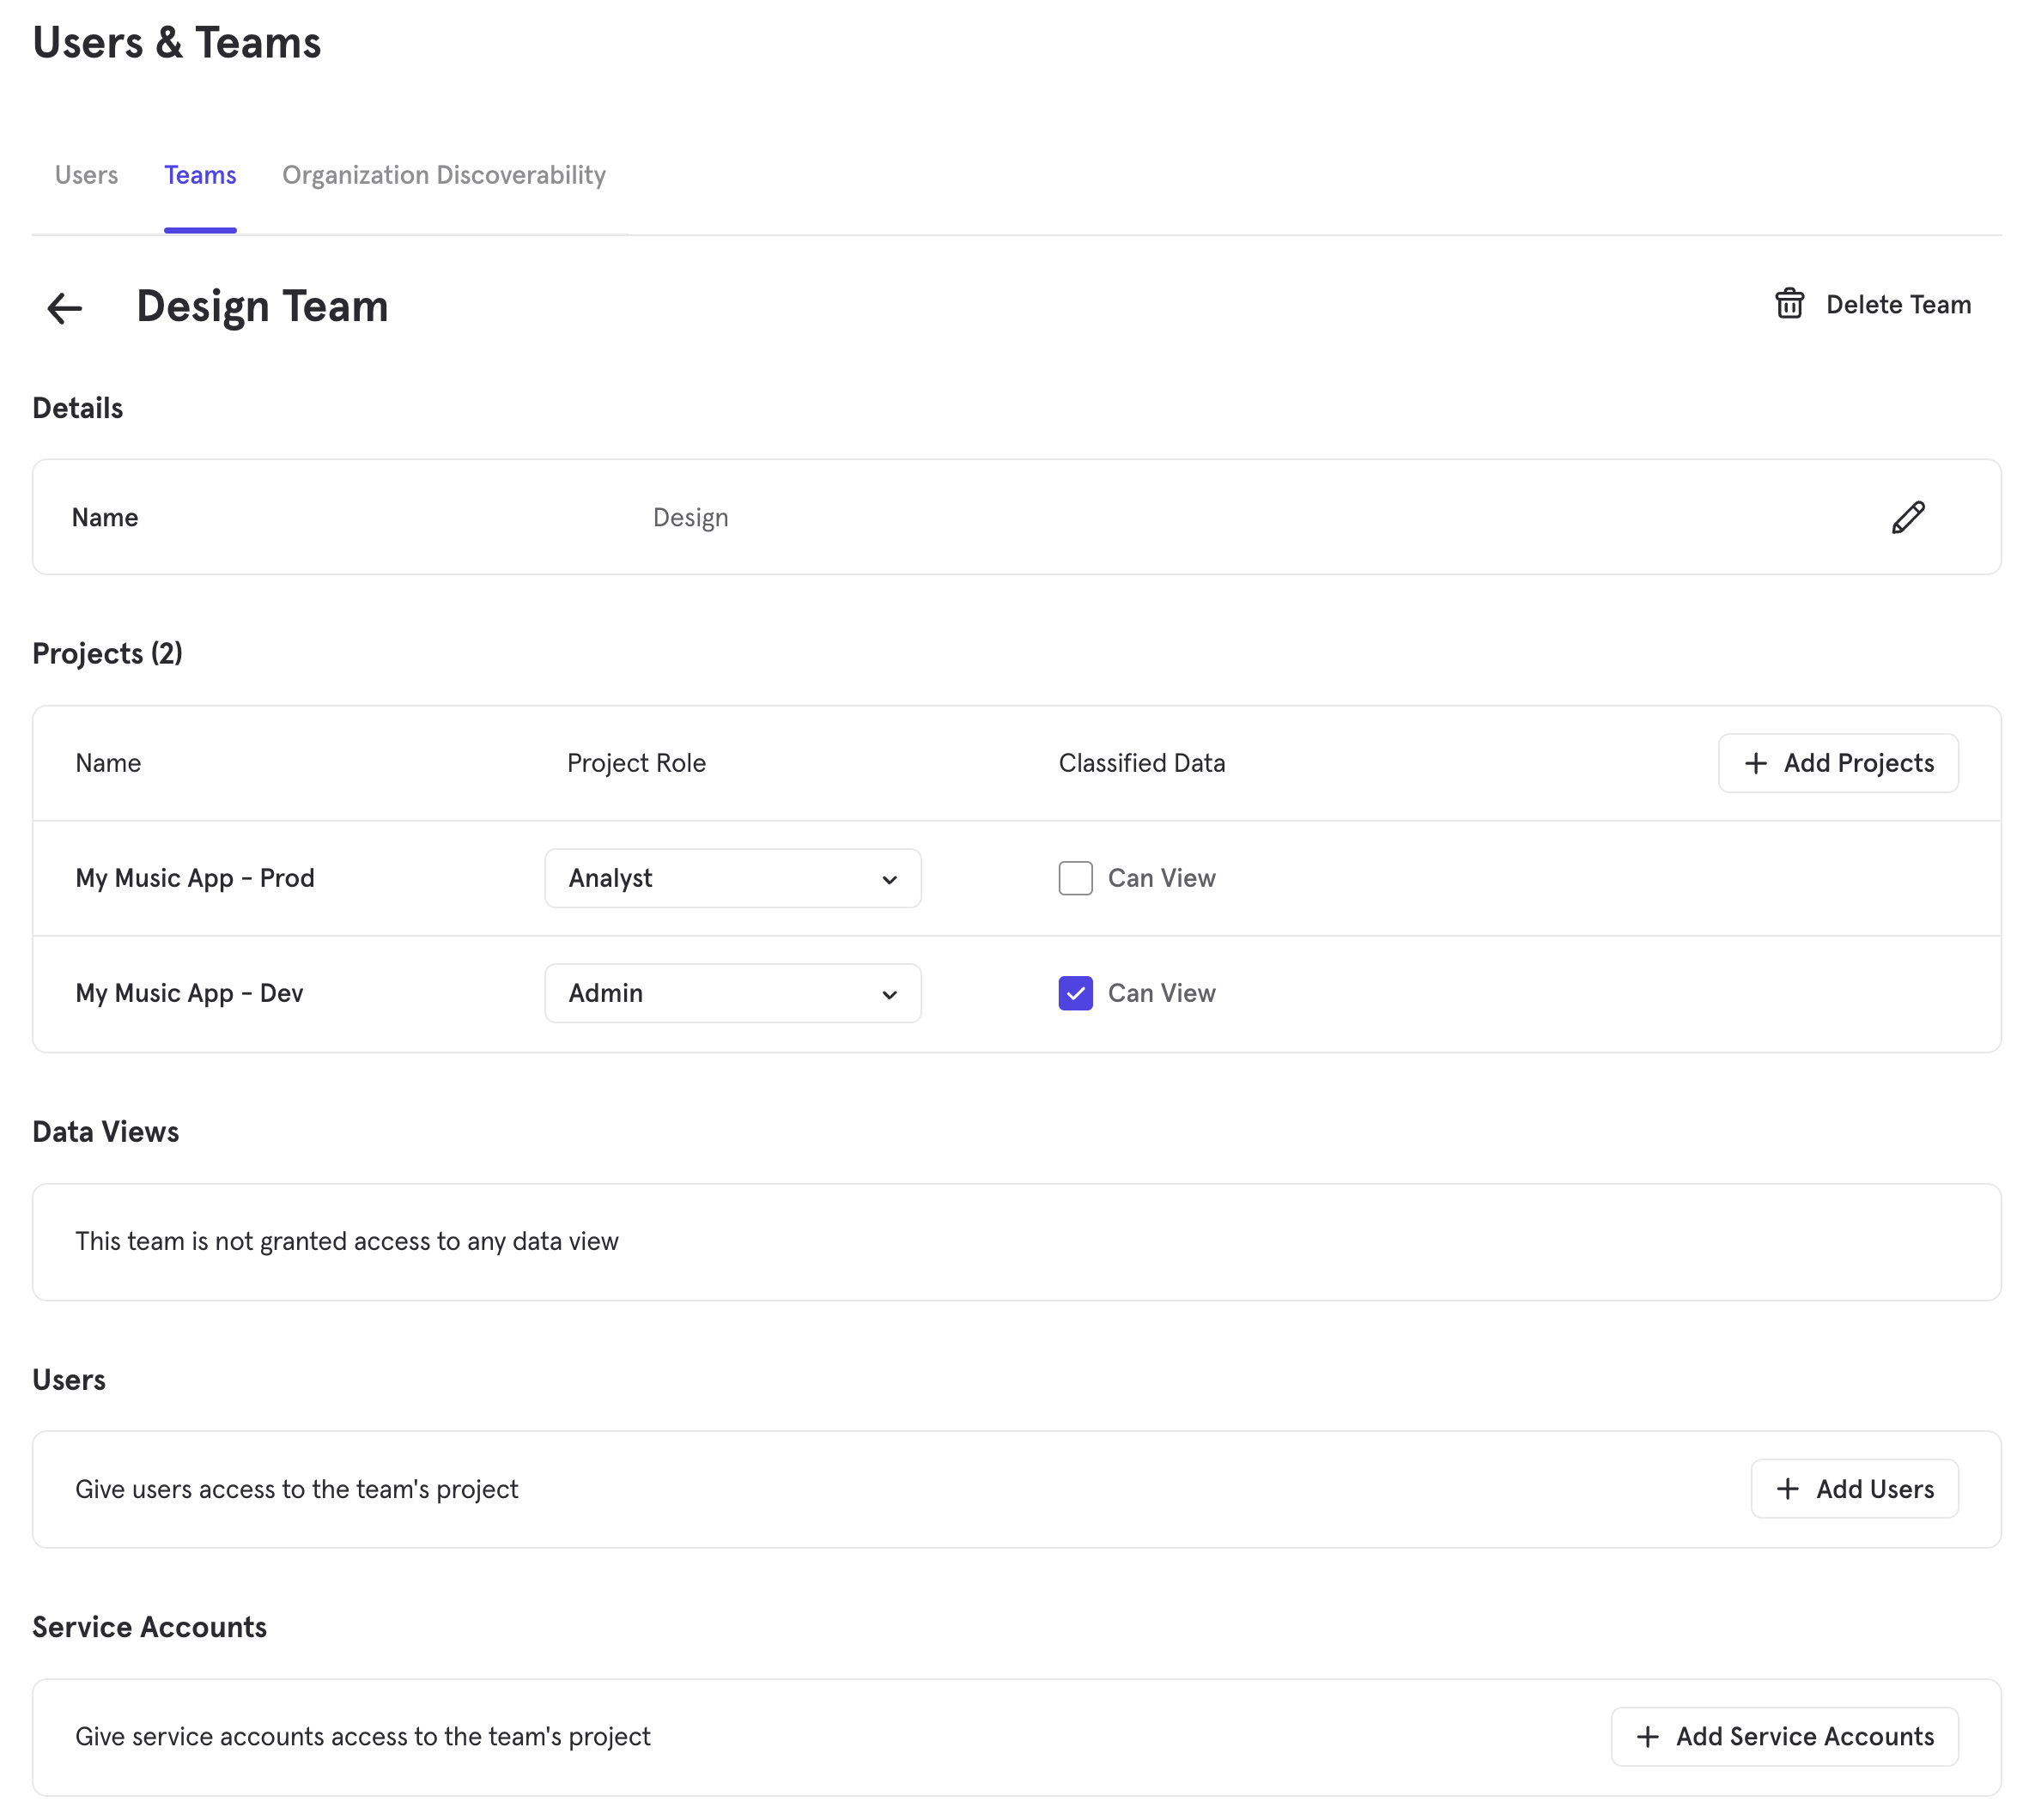 Users & Teams
Users Teams Organization Discoverability
Design Team Delete Team
Details
Name Design
Projects (2)
Name Project Role Classified Data Add Projects
My Music App - Prod Analyst Can View
My Music App - Dev Admin Can View
Data Views
This team is not granted access to any data view
Users
Give users access to the team's project Add Users
Service Accounts
Give service accounts access to the team's project Add Service Accounts